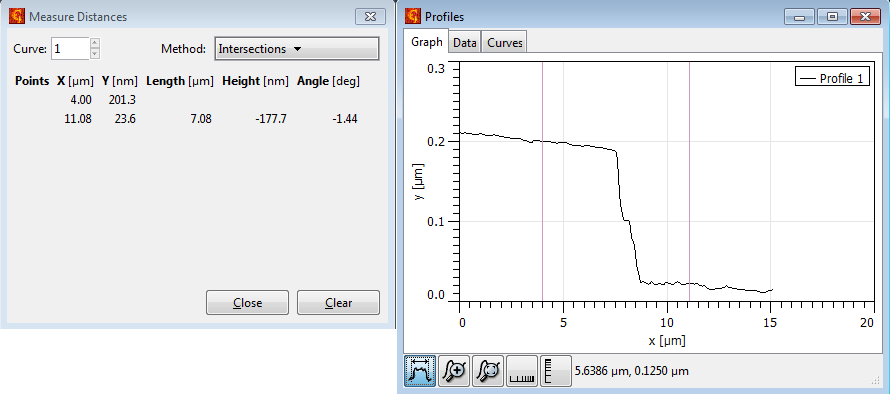 Measure Distances
Curve: 1 Method: Intersections
Points X [µm] Y [nm] Length [µm] Height [nm] Angle [deg]
4.00 201.3
11.08 23.6 7.08 -177.7 -1.44
Close Clear
Profiles
Graph Data Curves
0.3
Profile 1
0.2
y [µm]
0.1
0.0
0 5 10 15 20
x [µm]
5.6386 µm, 0.1250 µm